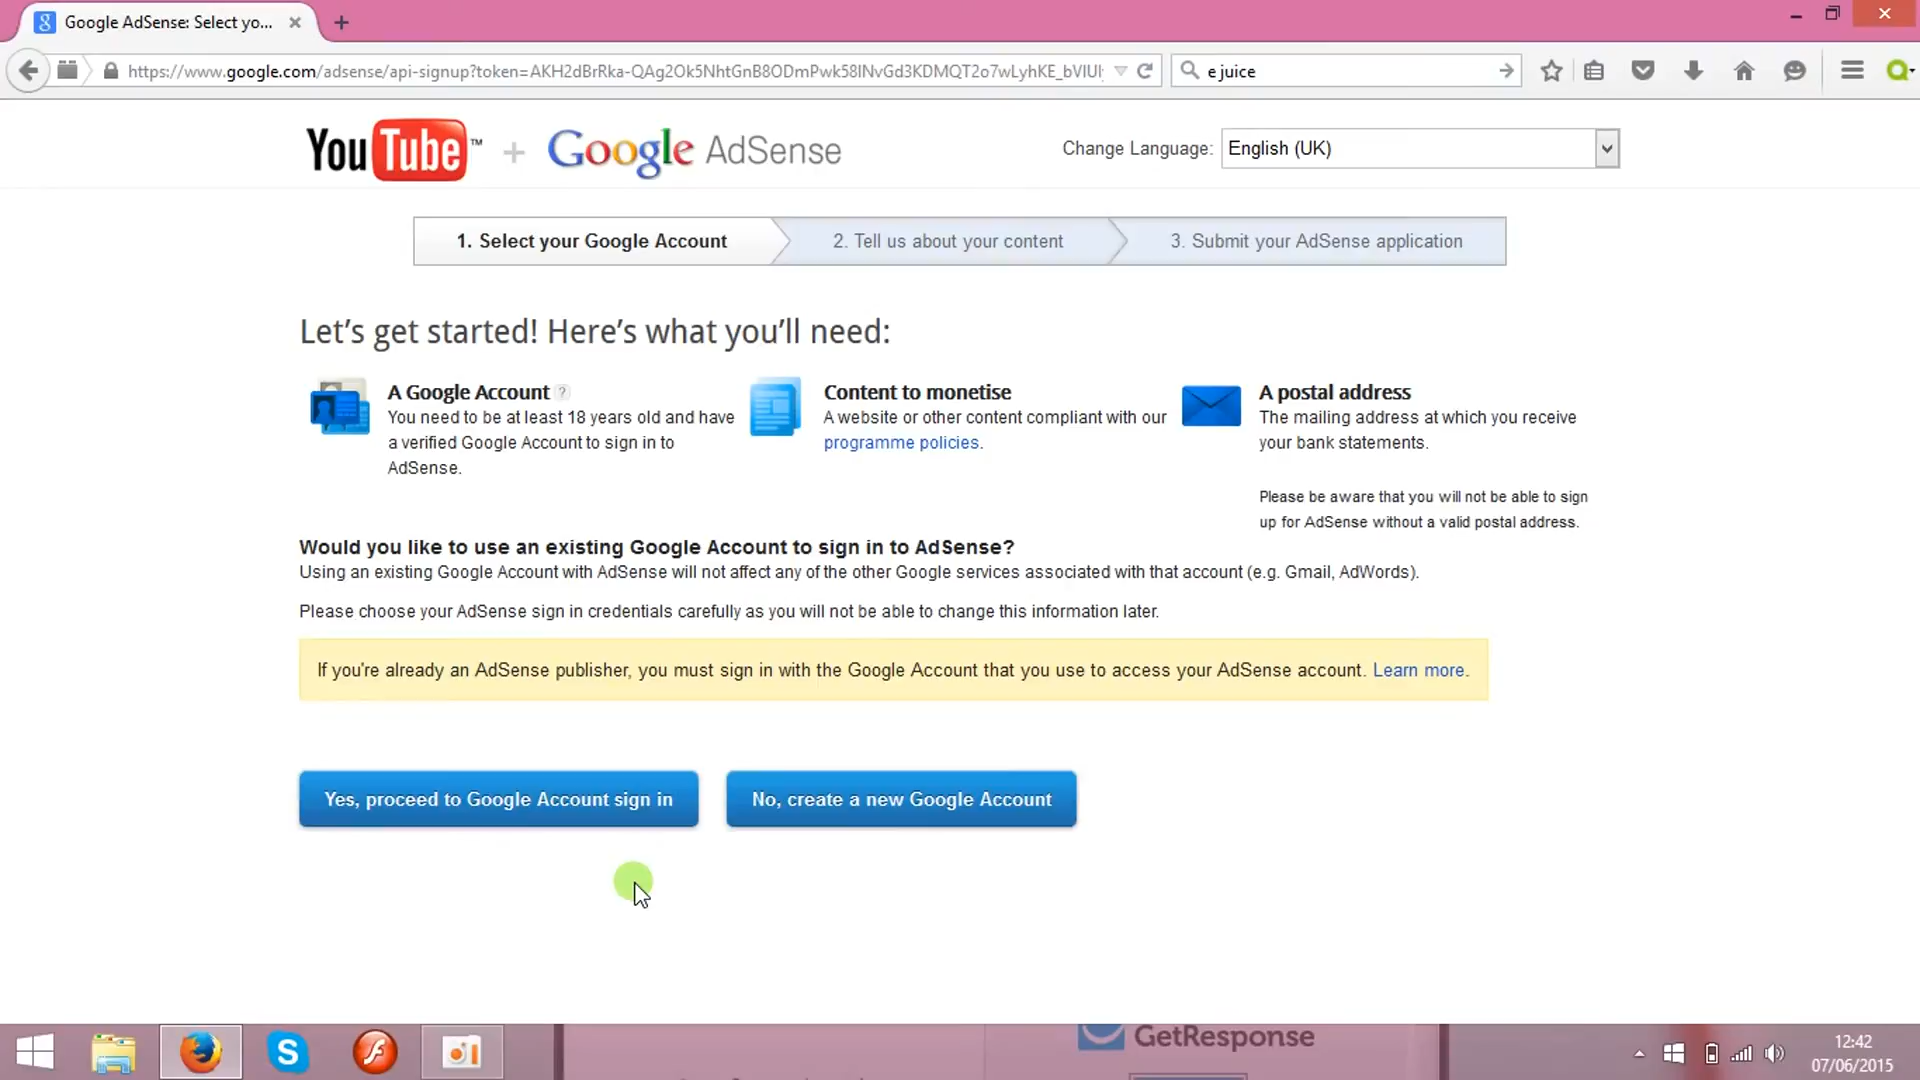 Google AdSense: Select yo...
https://www.google.com/adsense/api-signup?token=AKH2dBrRka-QAg2Ok5NhtGnB8ODmPwk58INvGd3KDMQT2o7wLyhKE_bVIUI
e juice
YouTube™ + Google AdSense
Change Language: English (UK)
1. Select your Google Account
2. Tell us about your content
3. Submit your AdSense application
Let's get started! Here's what you'll need:
A Google Account ?
You need to be at least 18 years old and have
a verified Google Account to sign in to
AdSense.
Content to monetise
A website or other content compliant with our
programme policies.
A postal address
The mailing address at which you receive
your bank statements.
Please be aware that you will not be able to sign
up for AdSense without a valid postal address.
Would you like to use an existing Google Account to sign in to AdSense?
Using an existing Google Account with AdSense will not affect any of the other Google services associated with that account (e.g. Gmail, AdWords).
Please choose your AdSense sign in credentials carefully as you will not be able to change this information later.
If you're already an AdSense publisher, you must sign in with the Google Account that you use to access your AdSense account. Learn more.
Yes, proceed to Google Account sign in
No, create a new Google Account
GetResponse
12:42
07/06/2015